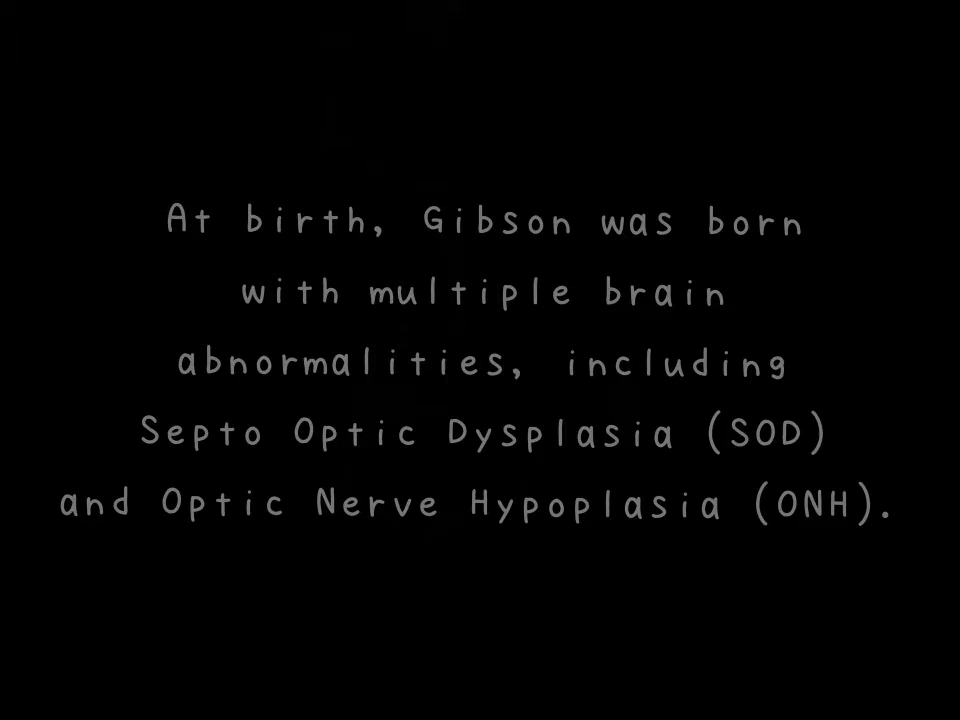 At birth, Gibson was born
with multiple brain
abnormalities, including
Septo Optic Dysplasia (SOD)
and Optic Nerve Hypoplasia (ONH).